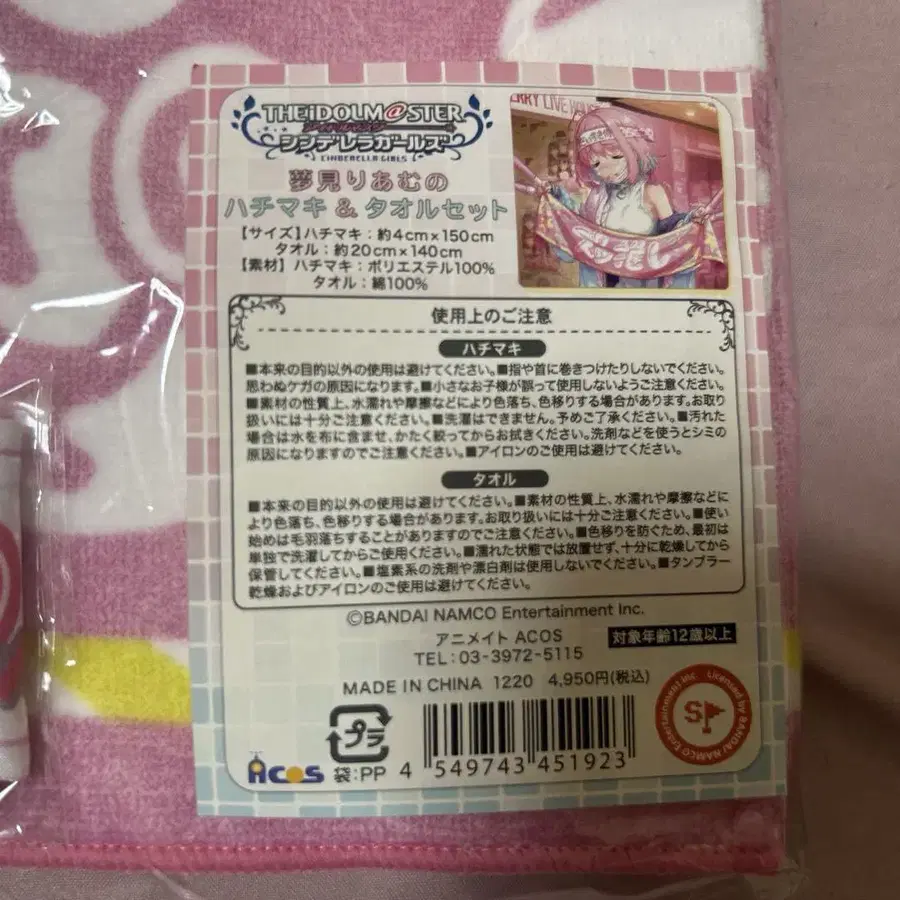 THE iDOLM@STER
アイドルマスター
シンデレラガールズ
CINDERELLA GIRLS
夢見りあむの
ハチマキ & タオルセット
【サイズ】ハチマキ：約4cm×150cm
タオル：約20cm×140cm
【素材】ハチマキ：ポリエステル100%
タオル：綿100%
ERRY LIVE HOUSE
使用上のご注意
ハチマキ
■本来の目的以外の使用は避けてください。■指や首に巻きつけたりしないでください。
思わぬケガの原因になります。■小さなお子様が誤って使用しないようご注意ください。
■素材の性質上、水濡れや摩擦などにより色落ち、色移りする場合があります。お取り
扱いには十分ご注意ください。■洗濯はできません。予めご了承ください。■汚れた
場合は水を布に含ませ、かたく絞ってからお拭きください。洗剤などを使うとシミの
原因になりますのでご注意ください。■アイロンのご使用は避けてください。
タオル
■本来の目的以外の使用は避けてください。■素材の性質上、水濡れや摩擦などに
より色落ち、色移りする場合があります。お取り扱いには十分ご注意ください。■使い
始めは毛羽落ちすることがありますのでご注意ください。■色移りを防ぐため、最初は
単独で洗濯してからご使用ください。■濡れた状態では放置せず、十分に乾燥してから
保管してください。■塩素系の洗剤や漂白剤は使用しないでください。■タンブラー
乾燥およびアイロンのご使用は避けてください。
©BANDAI NAMCO Entertainment Inc.
アニメイト ACOS
対象年齢12歳以上
TEL：03-3972-5115
MADE IN CHINA 1220 4,950円(税込)
Licensed by BANDAI NAMCO Entertainment Inc.
S
プラ
ACOS
袋：PP
4 549743 451923